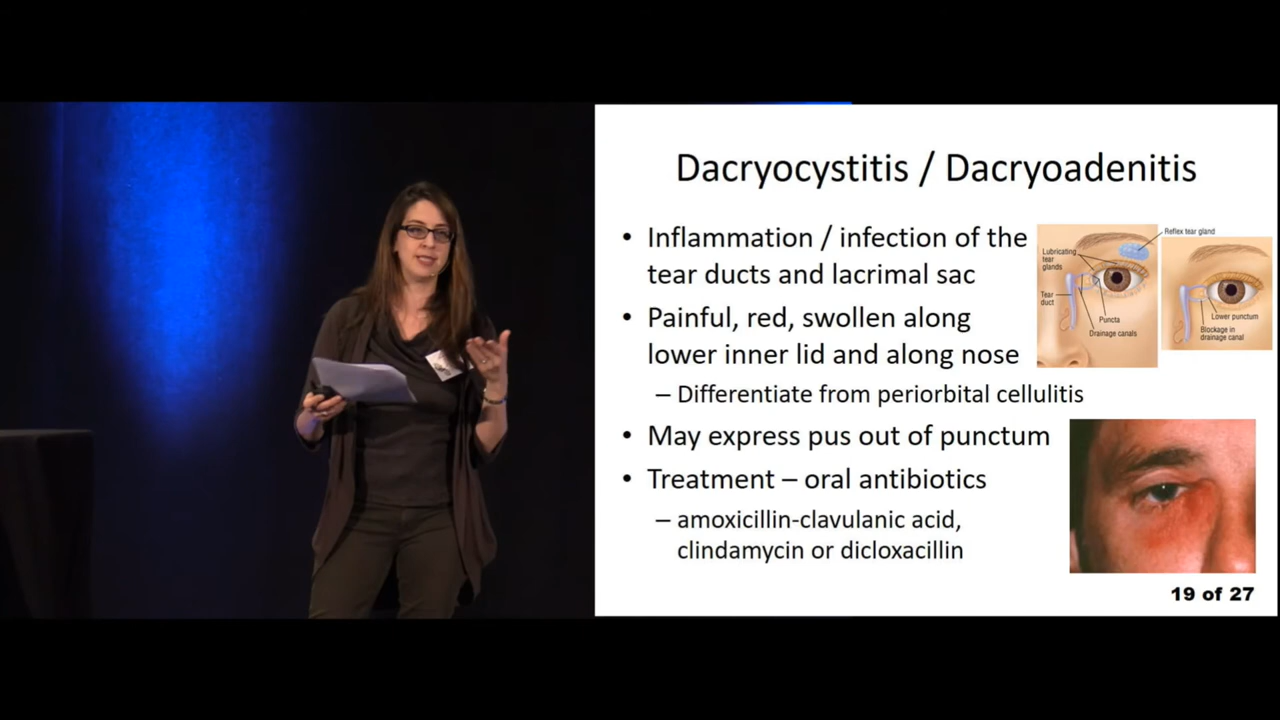 Dacryocystitis / Dacryoadenitis
• Inflammation / infection of the
tear ducts and lacrimal sac
• Painful, red, swollen along
lower inner lid and along nose
– Differentiate from periorbital cellulitis
• May express pus out of punctum
• Treatment – oral antibiotics
– amoxicillin-clavulanic acid,
clindamycin or dicloxacillin
Reflex tear gland
Lubricating
tear
glands
Tear
duct
Puncta
Drainage canals
Lower punctum
Blockage in
drainage canal
19 of 27